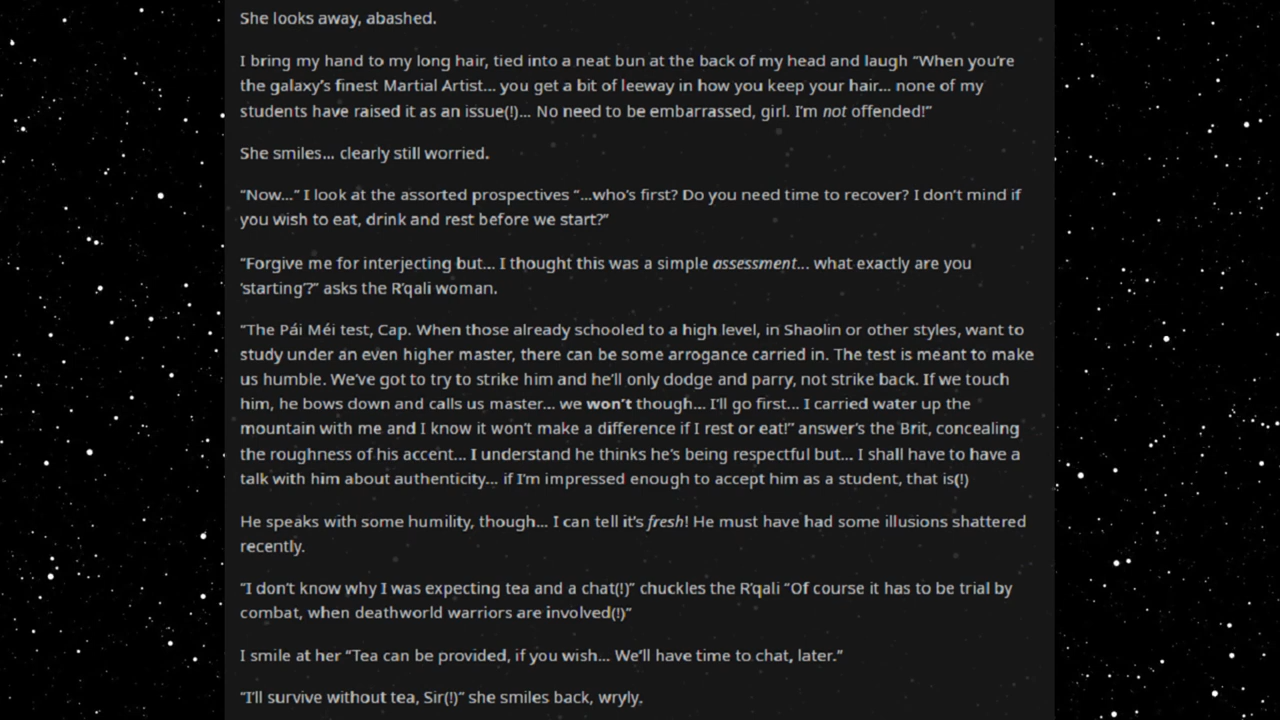 She looks away, abashed.
I bring my hand to my long hair, tied into a neat bun at the back of my head and laugh “When you’re
the galaxy’s finest Martial Artist... you get a bit of leeway in how you keep your hair... none of my
students have raised it as an issue(!)... No need to be embarrassed, girl. I’m not offended!”
She smiles... clearly still worried.
“Now...” I look at the assorted prospectives “...who’s first? Do you need time to recover? I don’t mind if
you wish to eat, drink and rest before we start?”
“Forgive me for interjecting but... I thought this was a simple assessment... what exactly are you
‘starting’?” asks the R’qali woman.
“The Pái Méi test, Cap. When those already schooled to a high level, in Shaolin or other styles, want to
study under an even higher master, there can be some arrogance carried in. The test is meant to make
us humble. We’ve got to try to strike him and he’ll only dodge and parry, not strike back. If we touch
him, he bows down and calls us master... we won’t though... I’ll go first... I carried water up the
mountain with me and I know it won’t make a difference if I rest or eat!” answer’s the Brit, concealing
the roughness of his accent... I understand he thinks he’s being respectful but... I shall have to have a
talk with him about authenticity... if I’m impressed enough to accept him as a student, that is(!)
He speaks with some humility, though... I can tell it’s fresh! He must have had some illusions shattered
recently.
“I don’t know why I was expecting tea and a chat(!)” chuckles the R’qali “Of course it has to be trial by
combat, when deathworld warriors are involved(!)”
I smile at her “Tea can be provided, if you wish... We’ll have time to chat, later.”
“I’ll survive without tea, Sir(!)” she smiles back, wryly.